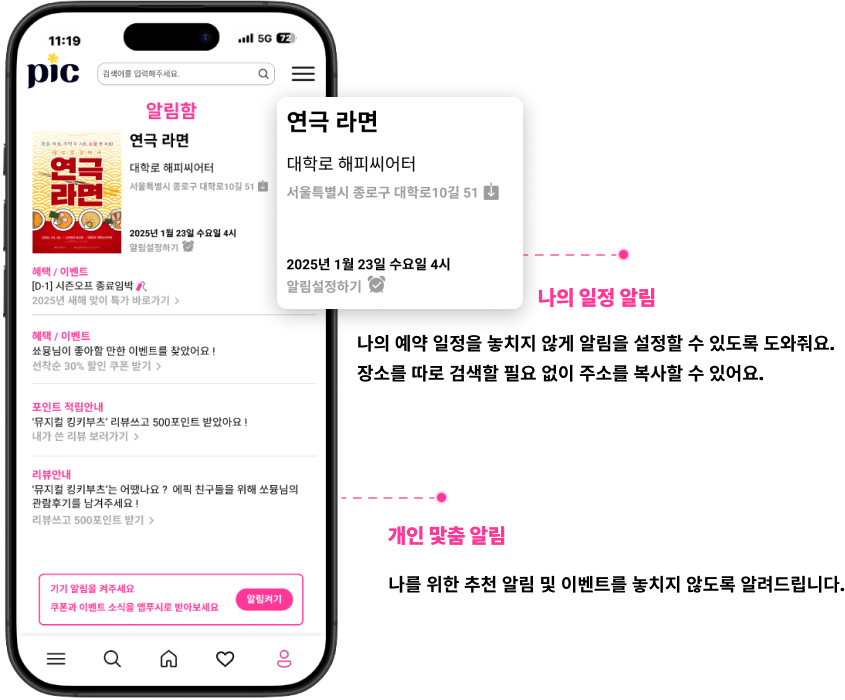 11:19
5G 72
pic
검색어를 입력해주세요.
알림함
연극
라면
연극 라면
대학로 해피씨어터
서울특별시 종로구 대학로10길 51
2025년 1월 23일 수요일 4시
알림설정하기
혜택 / 이벤트
[D-1] 시즌오프 종료임박
2025년 새해 맞이 특가 바로가기 >
혜택 / 이벤트
쏘융님이 좋아할 만한 이벤트를 찾았어요 !
선착순 30% 할인 쿠폰 받기 >
포인트 적립안내
‘뮤지컬 킹키부츠’ 리뷰쓰고 500포인트 받았아요 !
내가 쓴 리뷰 보러가기 >
리뷰안내
‘뮤지컬 킹키부츠’는 어땠나요 ? 에픽 친구들을 위해 쏘융님의
관람후기를 남겨주세요 !
리뷰쓰고 500포인트 받기 >
기기 알림을 켜주세요
쿠폰과 이벤트 소식을 앱푸시로 받아보세요
알림켜기
연극 라면
대학로 해피씨어터
서울특별시 종로구 대학로10길 51
2025년 1월 23일 수요일 4시
알림설정하기
나의 일정 알림
나의 예약 일정을 놓치지 않게 알림을 설정할 수 있도록 도와줘요.
장소를 따로 검색할 필요 없이 주소를 복사할 수 있어요.
개인 맞춤 알림
나를 위한 추천 알림 및 이벤트를 놓치지 않도록 알려드립니다.